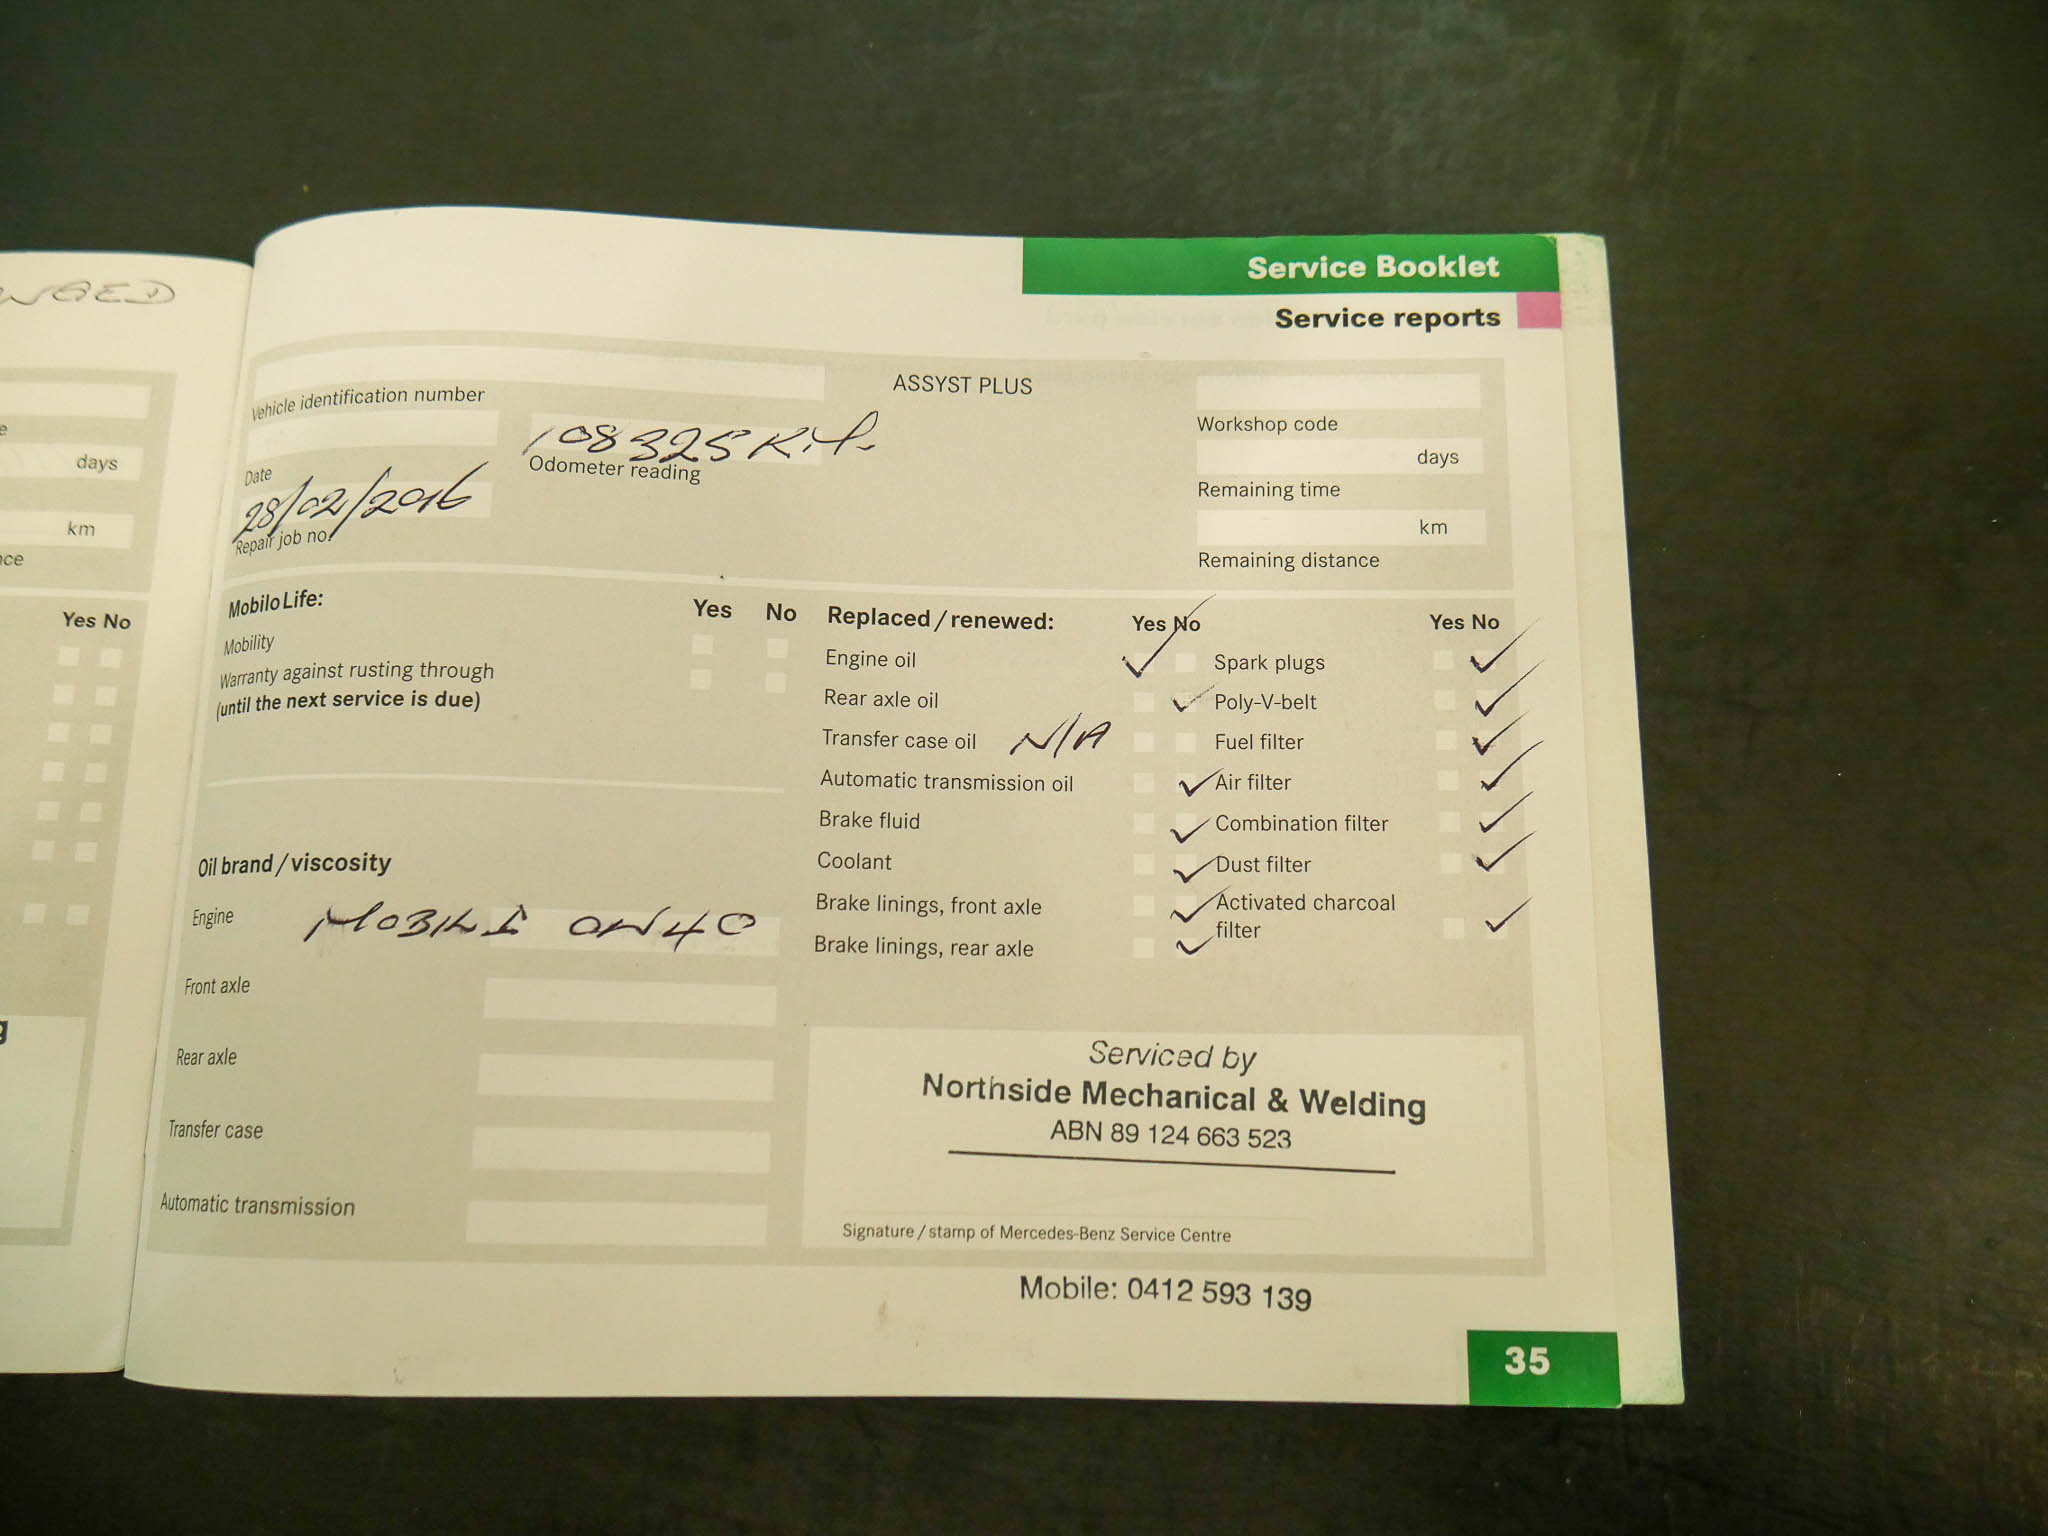 NGED
days
km
Yes No
Service Booklet
Service reports
Vehicle identification number
ASSYST PLUS
Workshop code
108325 K.M.
Date
Odometer reading
days
Remaining time
28/02/2016
Repair job no.
km
Remaining distance
MobiloLife:
Yes No
Mobility
Warranty against rusting through
(until the next service is due)
Replaced / renewed:
Yes No
Yes No
Engine oil ✓
Spark plugs ✓
Rear axle oil ✓
Poly-V-belt ✓
Transfer case oil N/A
Fuel filter ✓
Automatic transmission oil ✓
Air filter ✓
Brake fluid ✓
Combination filter ✓
Coolant ✓
Dust filter ✓
Brake linings, front axle ✓
Activated charcoal
filter ✓
Brake linings, rear axle ✓
Oil brand / viscosity
Engine MOBIL 1 0W40
Front axle
Rear axle
Transfer case
Automatic transmission
Serviced by
Northside Mechanical & Welding
ABN 89 124 663 523
Signature / stamp of Mercedes-Benz Service Centre
Mobile: 0412 593 139
35